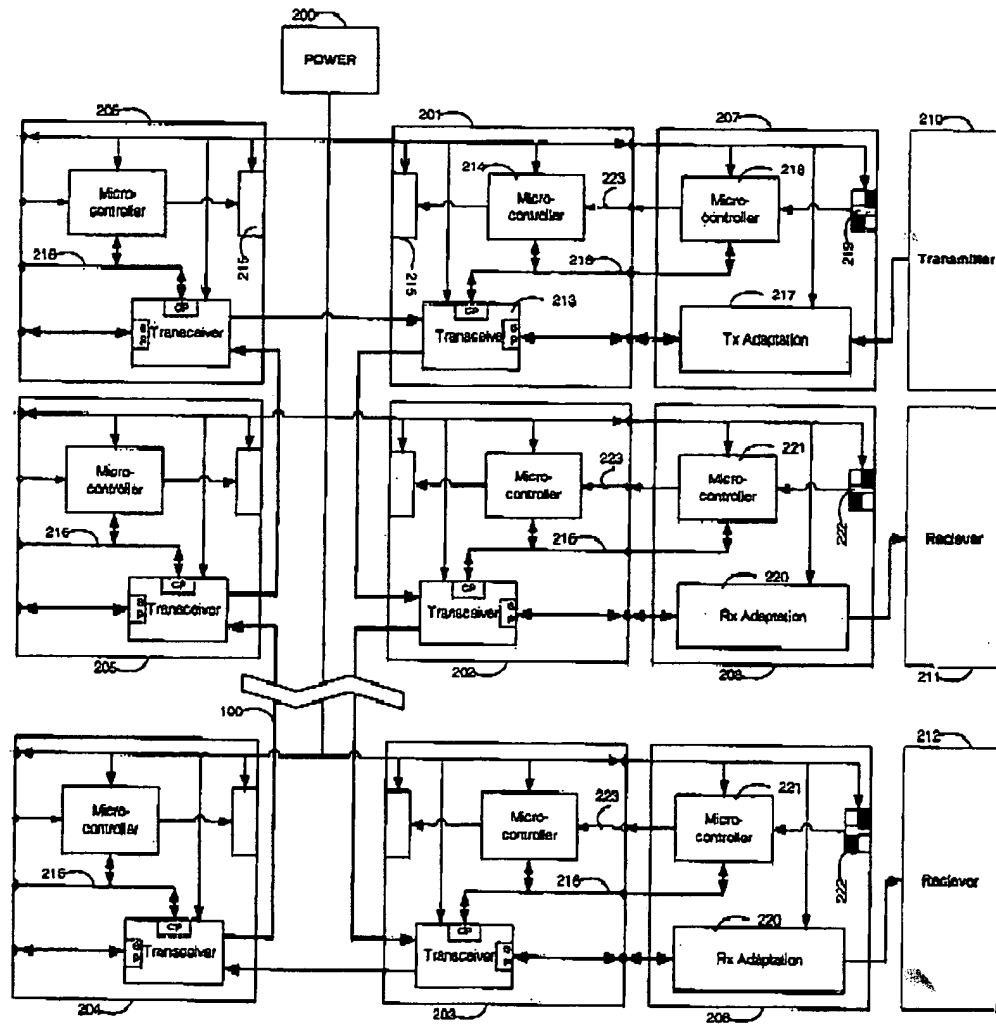 200
POWER
206
201
207
210
214
218
Micro-
controller
Micro-
controller
223
Micro-
controller
219
215
216
216
213
217
Transmitter
CP
Transceiver
CP
Transceiver
Tx Adaptation
221
Micro-
controller
Micro-
controller
223
Micro-
controller
222
216
216
220
Reciever
CP
Transceiver
CP
Transceiver
Rx Adaptation
205
202
208
211
100
212
221
Micro-
controller
Micro-
controller
223
Micro-
controller
222
216
216
220
Reciever
CP
Transceiver
CP
Transceiver
Rx Adaptation
204
203
208